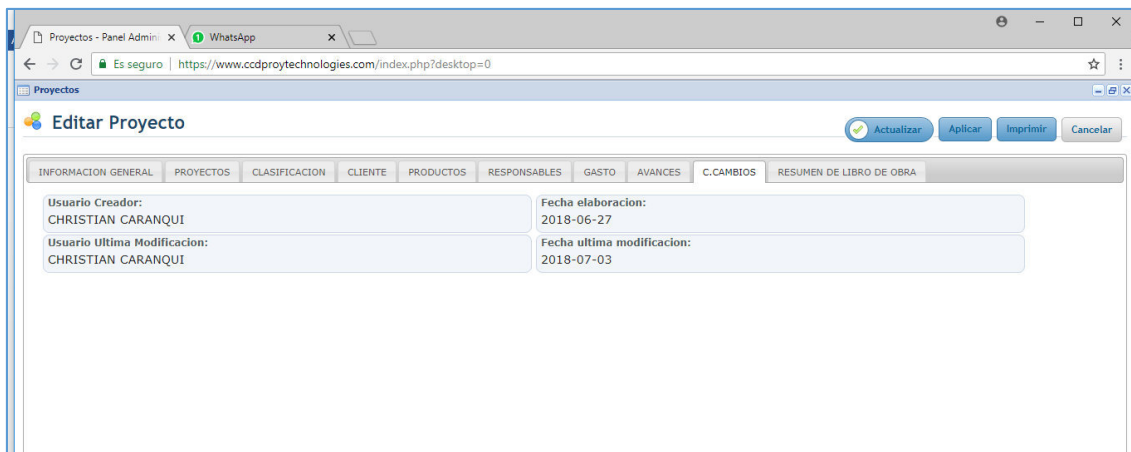 Proyectos - Panel Admini
WhatsApp
Es seguro | https://www.ccdproytechnologies.com/index.php?desktop=0
Proyectos
Editar Proyecto
Actualizar Aplicar Imprimir Cancelar
INFORMACION GENERAL PROYECTOS CLASIFICACION CLIENTE PRODUCTOS RESPONSABLES GASTO AVANCES C.CAMBIOS RESUMEN DE LIBRO DE OBRA
Usuario Creador:
CHRISTIAN CARANQUI
Fecha elaboracion:
2018-06-27
Usuario Ultima Modificacion:
CHRISTIAN CARANQUI
Fecha ultima modificacion:
2018-07-03